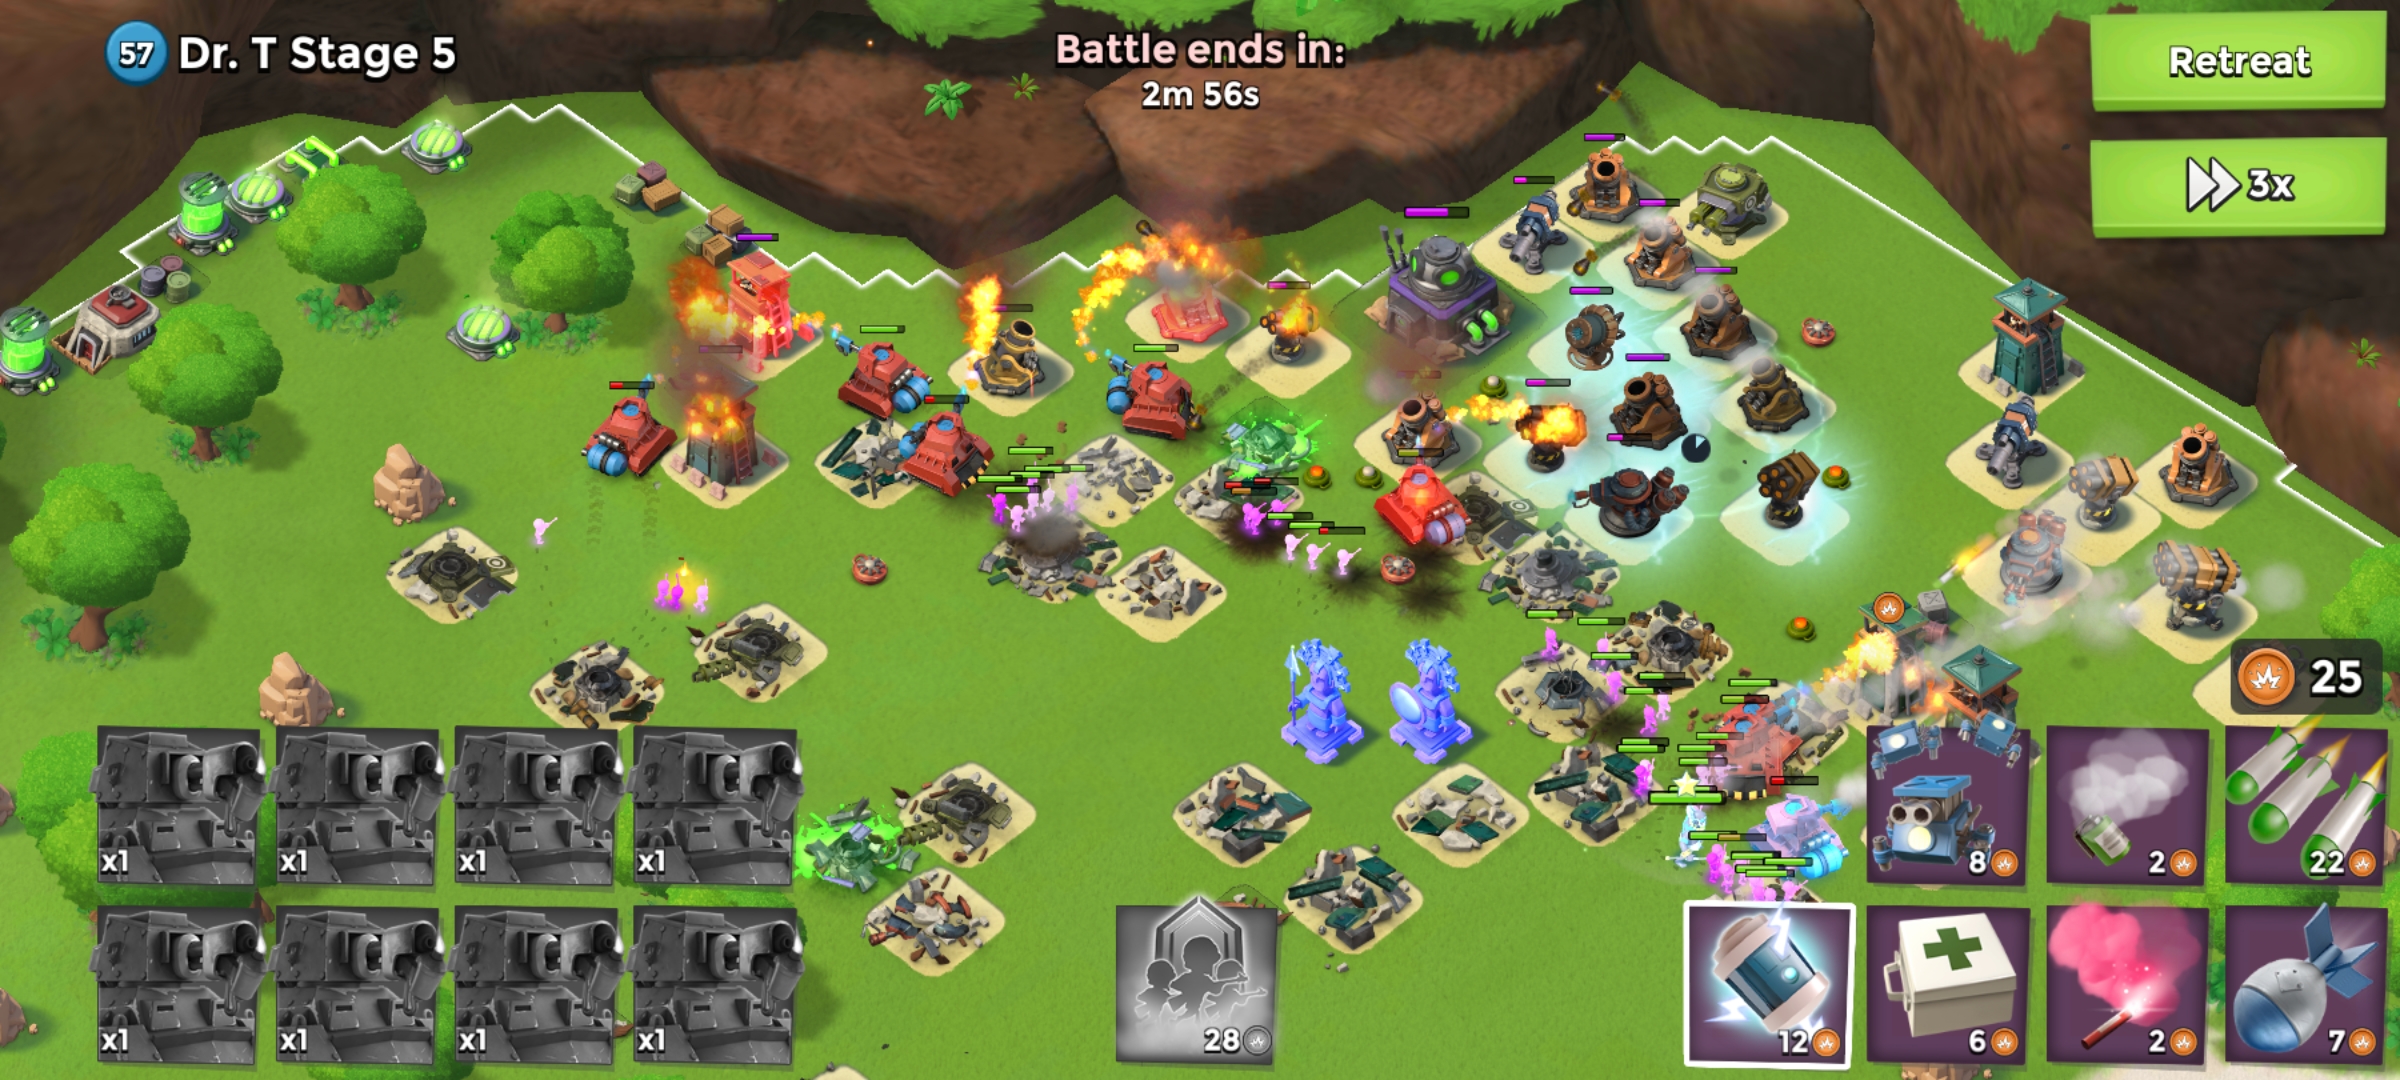 57 Dr. T Stage 5
Battle ends in:
2m 56s
Retreat
3x
25
x1
x1
x1
x1
8
2
22
x1
x1
x1
x1
28
12
6
2
7